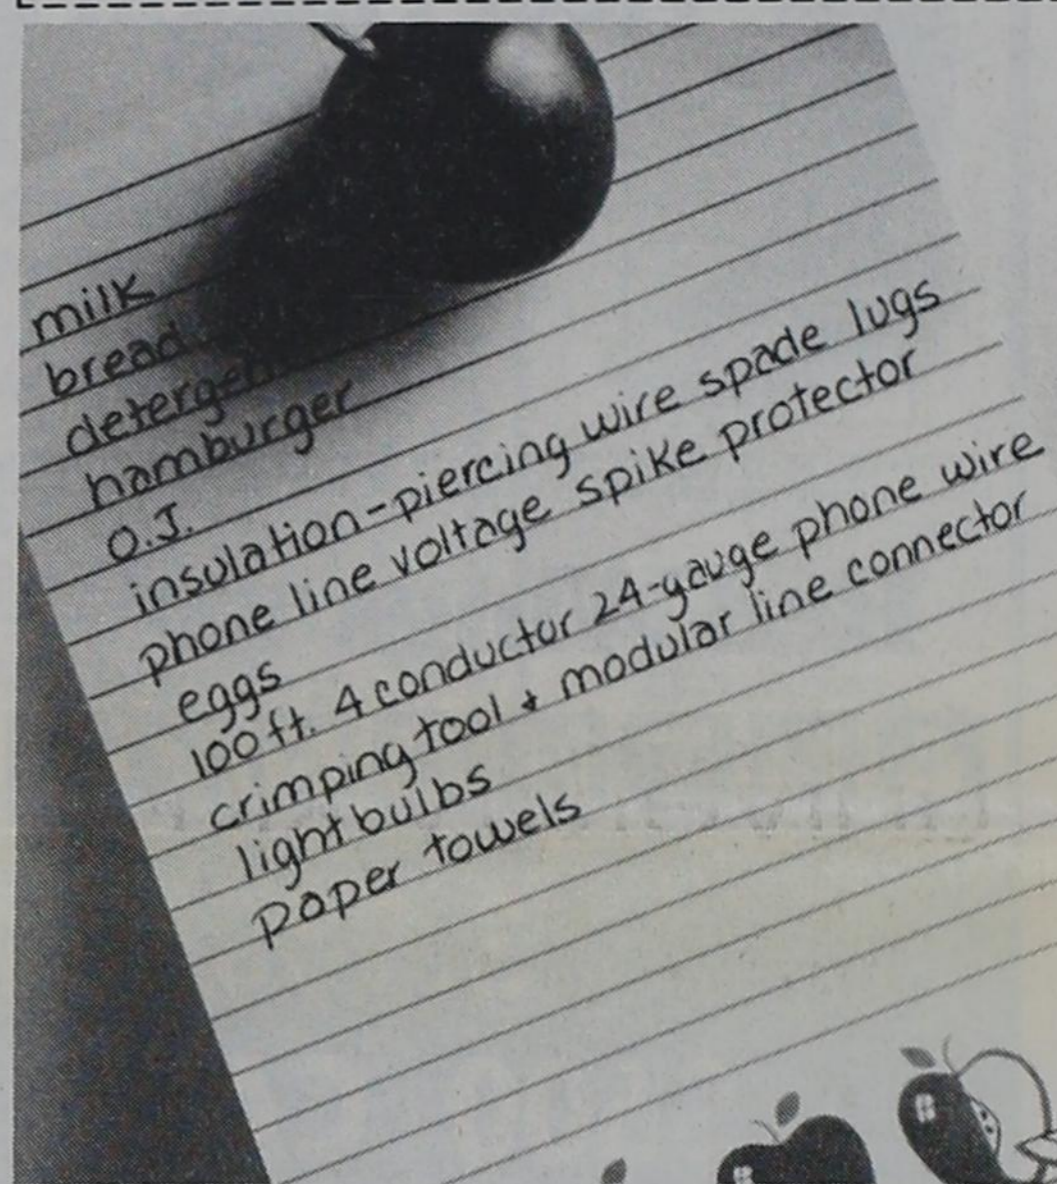 milk
bread
detergen
hamburger
O.J.
insulation-piercing wire spade lugs
phone line voltage spike protector
eggs
100 ft. 4 conductor 24-gauge phone wire
crimping tool & modular line connector
light bulbs
paper towels